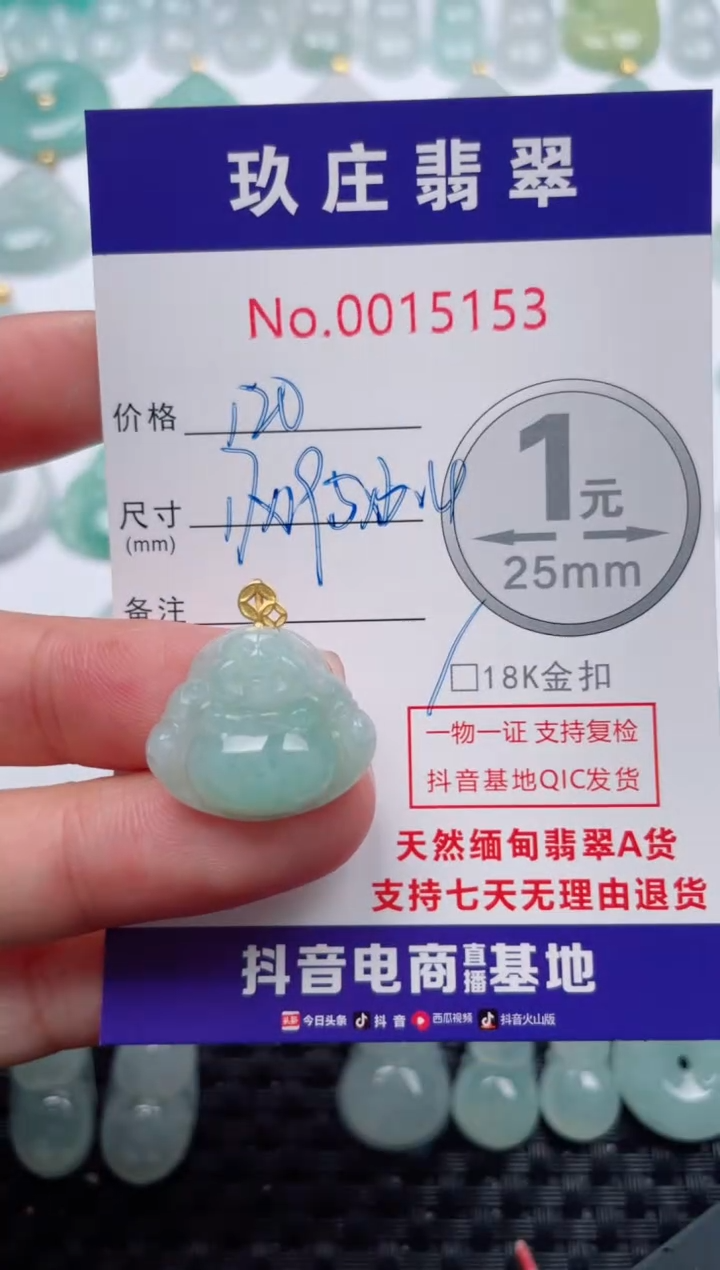 玖庄翡翠
No.0015153
价格 120
尺寸
(mm)
备注
1元
25mm
□18K金扣
一物一证 支持复检
抖音基地QIC发货
天然缅甸翡翠A货
支持七天无理由退货
抖音电商直播基地
头条 今日头条 抖音 西瓜视频 抖音火山版